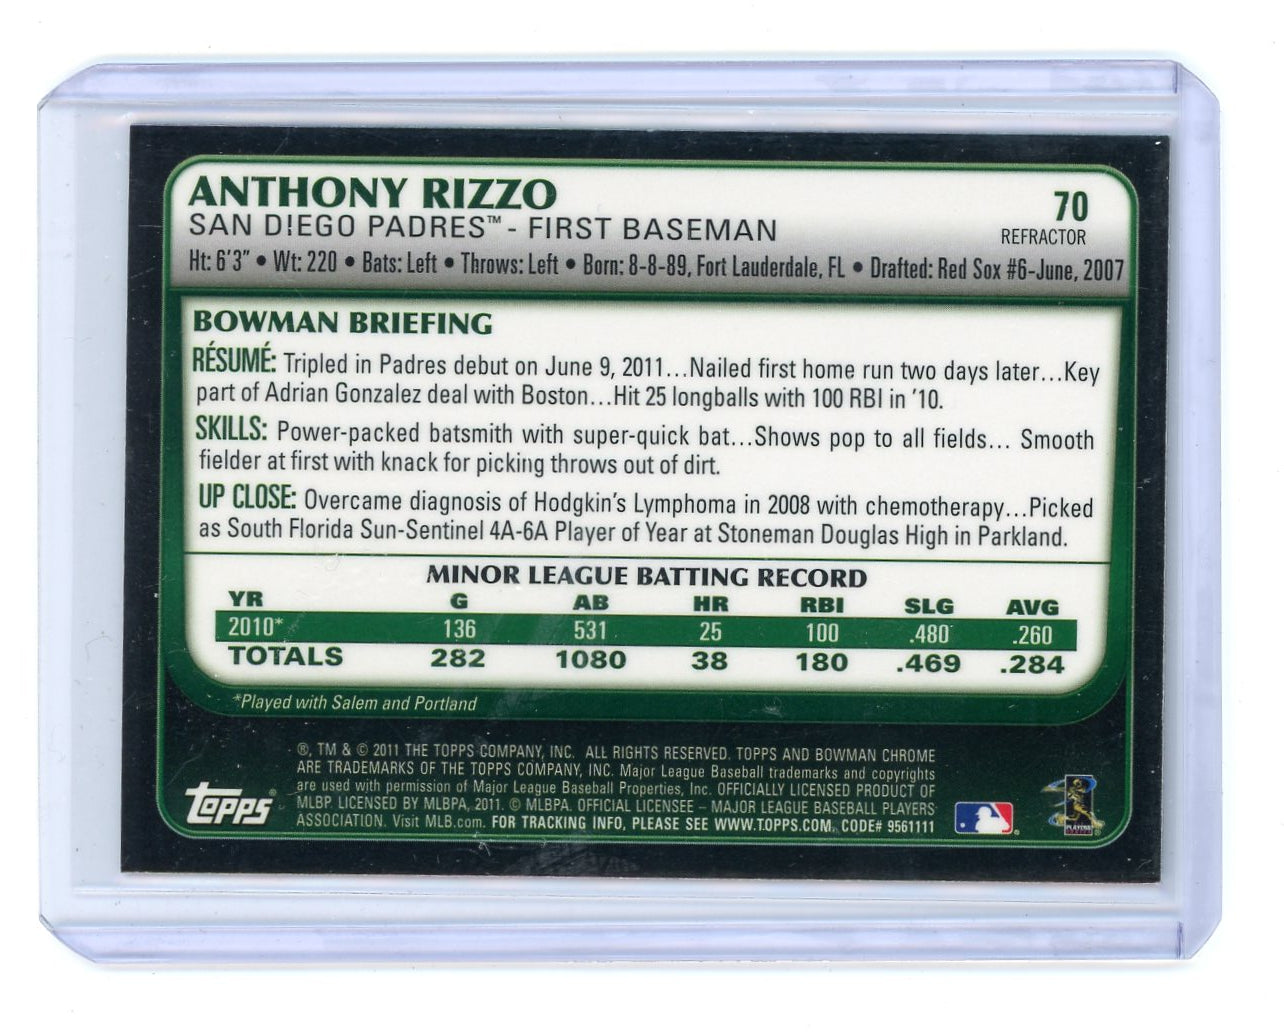 ANTHONY RIZZO
70
SAN DIEGO PADRES™ - FIRST BASEMAN
REFRACTOR
Ht: 6'3" • Wt: 220 • Bats: Left • Throws: Left • Born: 8-8-89, Fort Lauderdale, FL • Drafted: Red Sox #6-June, 2007
BOWMAN BRIEFING
RÉSUMÉ: Tripled in Padres debut on June 9, 2011...Nailed first home run two days later...Key
part of Adrian Gonzalez deal with Boston...Hit 25 longballs with 100 RBI in '10.
SKILLS: Power-packed batsmith with super-quick bat...Shows pop to all fields... Smooth
fielder at first with knack for picking throws out of dirt.
UP CLOSE: Overcame diagnosis of Hodgkin's Lymphoma in 2008 with chemotherapy...Picked
as South Florida Sun-Sentinel 4A-6A Player of Year at Stoneman Douglas High in Parkland.
MINOR LEAGUE BATTING RECORD
YR G AB HR RBI SLG AVG
2010* 136 531 25 100 .480 .260
TOTALS 282 1080 38 180 .469 .284
*Played with Salem and Portland
®, TM & © 2011 THE TOPPS COMPANY, INC. ALL RIGHTS RESERVED. TOPPS AND BOWMAN CHROME
ARE TRADEMARKS OF THE TOPPS COMPANY, INC. Major League Baseball trademarks and copyrights
are used with permission of Major League Baseball Properties, Inc. OFFICIALLY LICENSED PRODUCT OF
MLBP. LICENSED BY MLBPA, 2011. © MLBPA. OFFICIAL LICENSEE – MAJOR LEAGUE BASEBALL PLAYERS
ASSOCIATION. Visit MLB.com. FOR TRACKING INFO, PLEASE SEE WWW.TOPPS.COM. CODE# 9561111
Topps®
PLAYERS